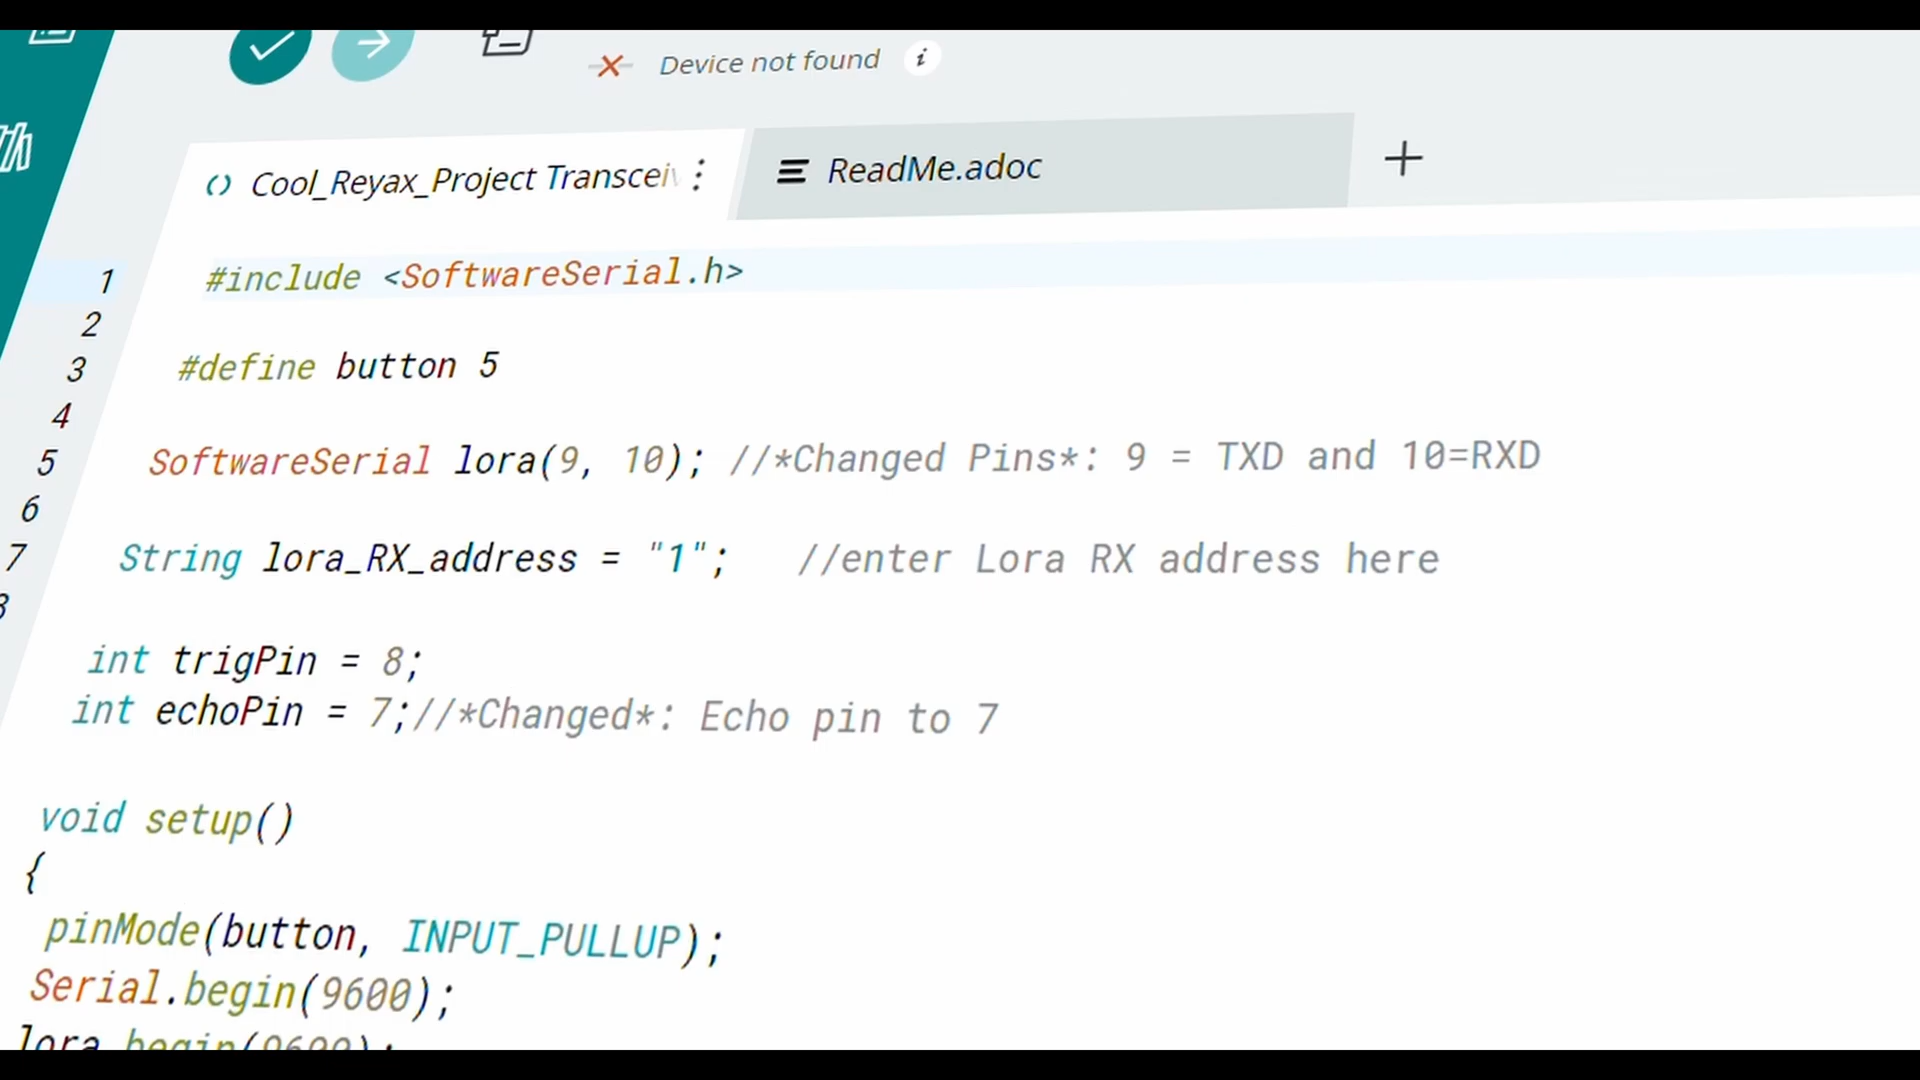 Device not found i
Cool_Reyax_Project Transceiv
ReadMe.adoc
1 #include <SoftwareSerial.h>
2
3 #define button 5
4
5 SoftwareSerial lora(9, 10); //*Changed Pins*: 9 = TXD and 10=RXD
6
7 String lora_RX_address = "1"; //enter Lora RX address here
8
int trigPin = 8;
int echoPin = 7;//*Changed*: Echo pin to 7
void setup()
{
pinMode(button, INPUT_PULLUP);
Serial.begin(9600);
lora.begin(9600);